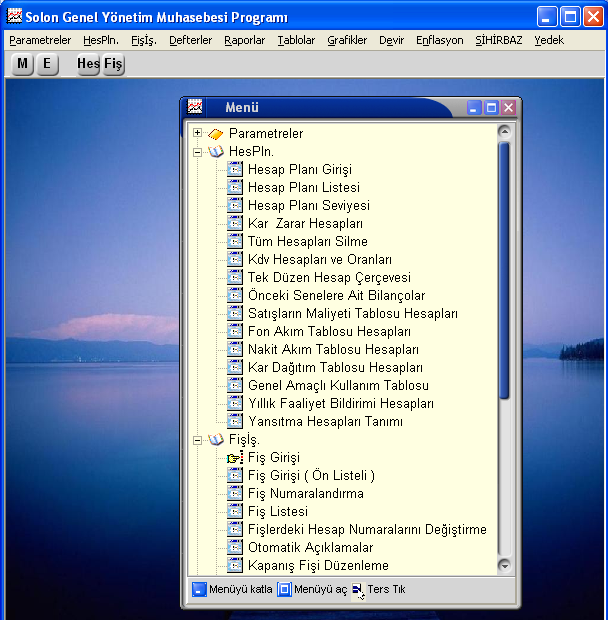 Solon Genel Yönetim Muhasebesi Programı
Parametreler HesPln. Fişİş. Defterler Raporlar Tablolar Grafikler Devir Enflasyon SİHİRBAZ Yedek
M E Hes Fiş
Menü
Parametreler
HesPln.
Hesap Planı Girişi
Hesap Planı Listesi
Hesap Planı Seviyesi
Kar Zarar Hesapları
Tüm Hesapları Silme
Kdv Hesapları ve Oranları
Tek Düzen Hesap Çerçevesi
Önceki Senelere Ait Bilançolar
Satışların Maliyeti Tablosu Hesapları
Fon Akım Tablosu Hesapları
Nakit Akım Tablosu Hesapları
Kar Dağıtım Tablosu Hesapları
Genel Amaçlı Kullanım Tablosu
Yıllık Faaliyet Bildirimi Hesapları
Yansıtma Hesapları Tanımı
Fişİş.
Fiş Girişi
Fiş Girişi ( Ön Listeli )
Fiş Numaralandırma
Fiş Listesi
Fişlerdeki Hesap Numaralarını Değiştirme
Otomatik Açıklamalar
Kapanış Fişi Düzenleme
Menüyü katla Menüyü aç Ters Tık